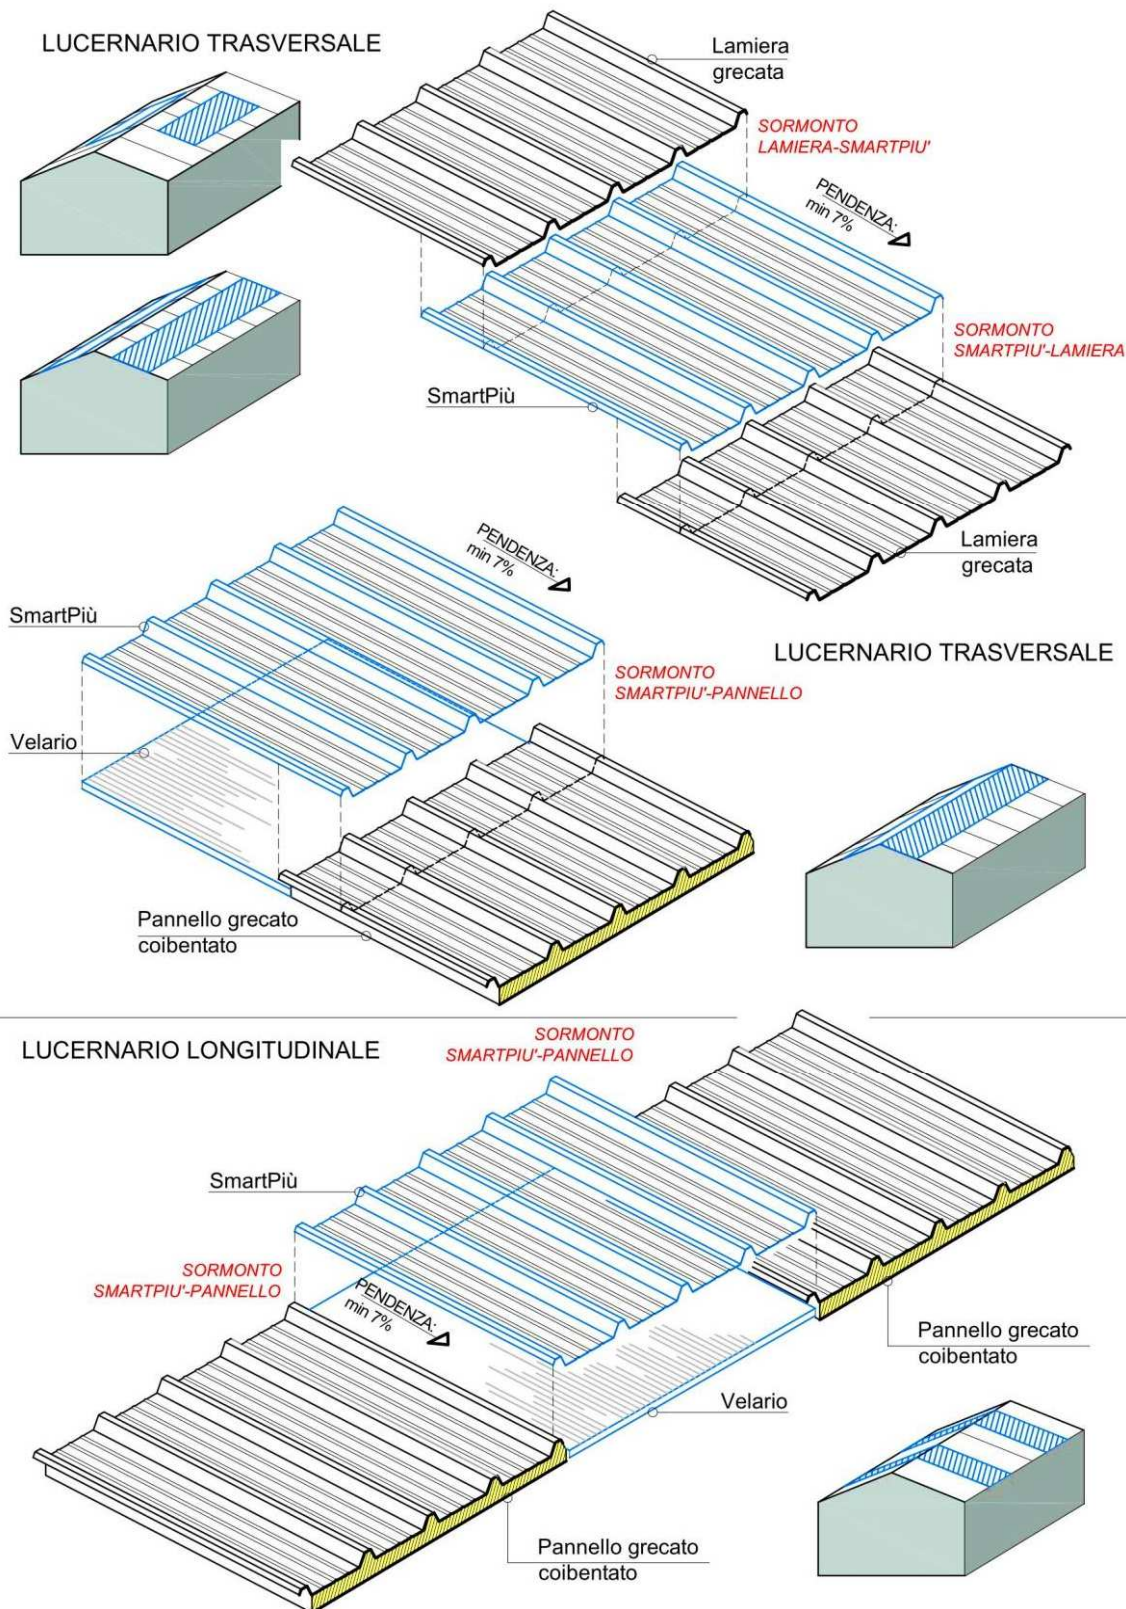 LUCERNARIO TRASVERSALE
Lamiera
grecata
SORMONTO
LAMIERA-SMARTPIU'
PENDENZA:
min 7%
SORMONTO
SMARTPIU'-LAMIERA
SmartPiù
Lamiera
grecata
PENDENZA:
min 7%
SmartPiù
LUCERNARIO TRASVERSALE
SORMONTO
SMARTPIU'-PANNELLO
Velario
Pannello grecato
coibentato
LUCERNARIO LONGITUDINALE
SORMONTO
SMARTPIU'-PANNELLO
SmartPiù
SORMONTO
SMARTPIU'-PANNELLO
PENDENZA:
min 7%
Pannello grecato
coibentato
Velario
Pannello grecato
coibentato